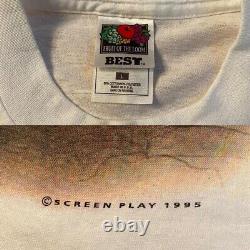 FRUIT OF THE LOOM
BEST
L
© SCREEN PLAY 1995